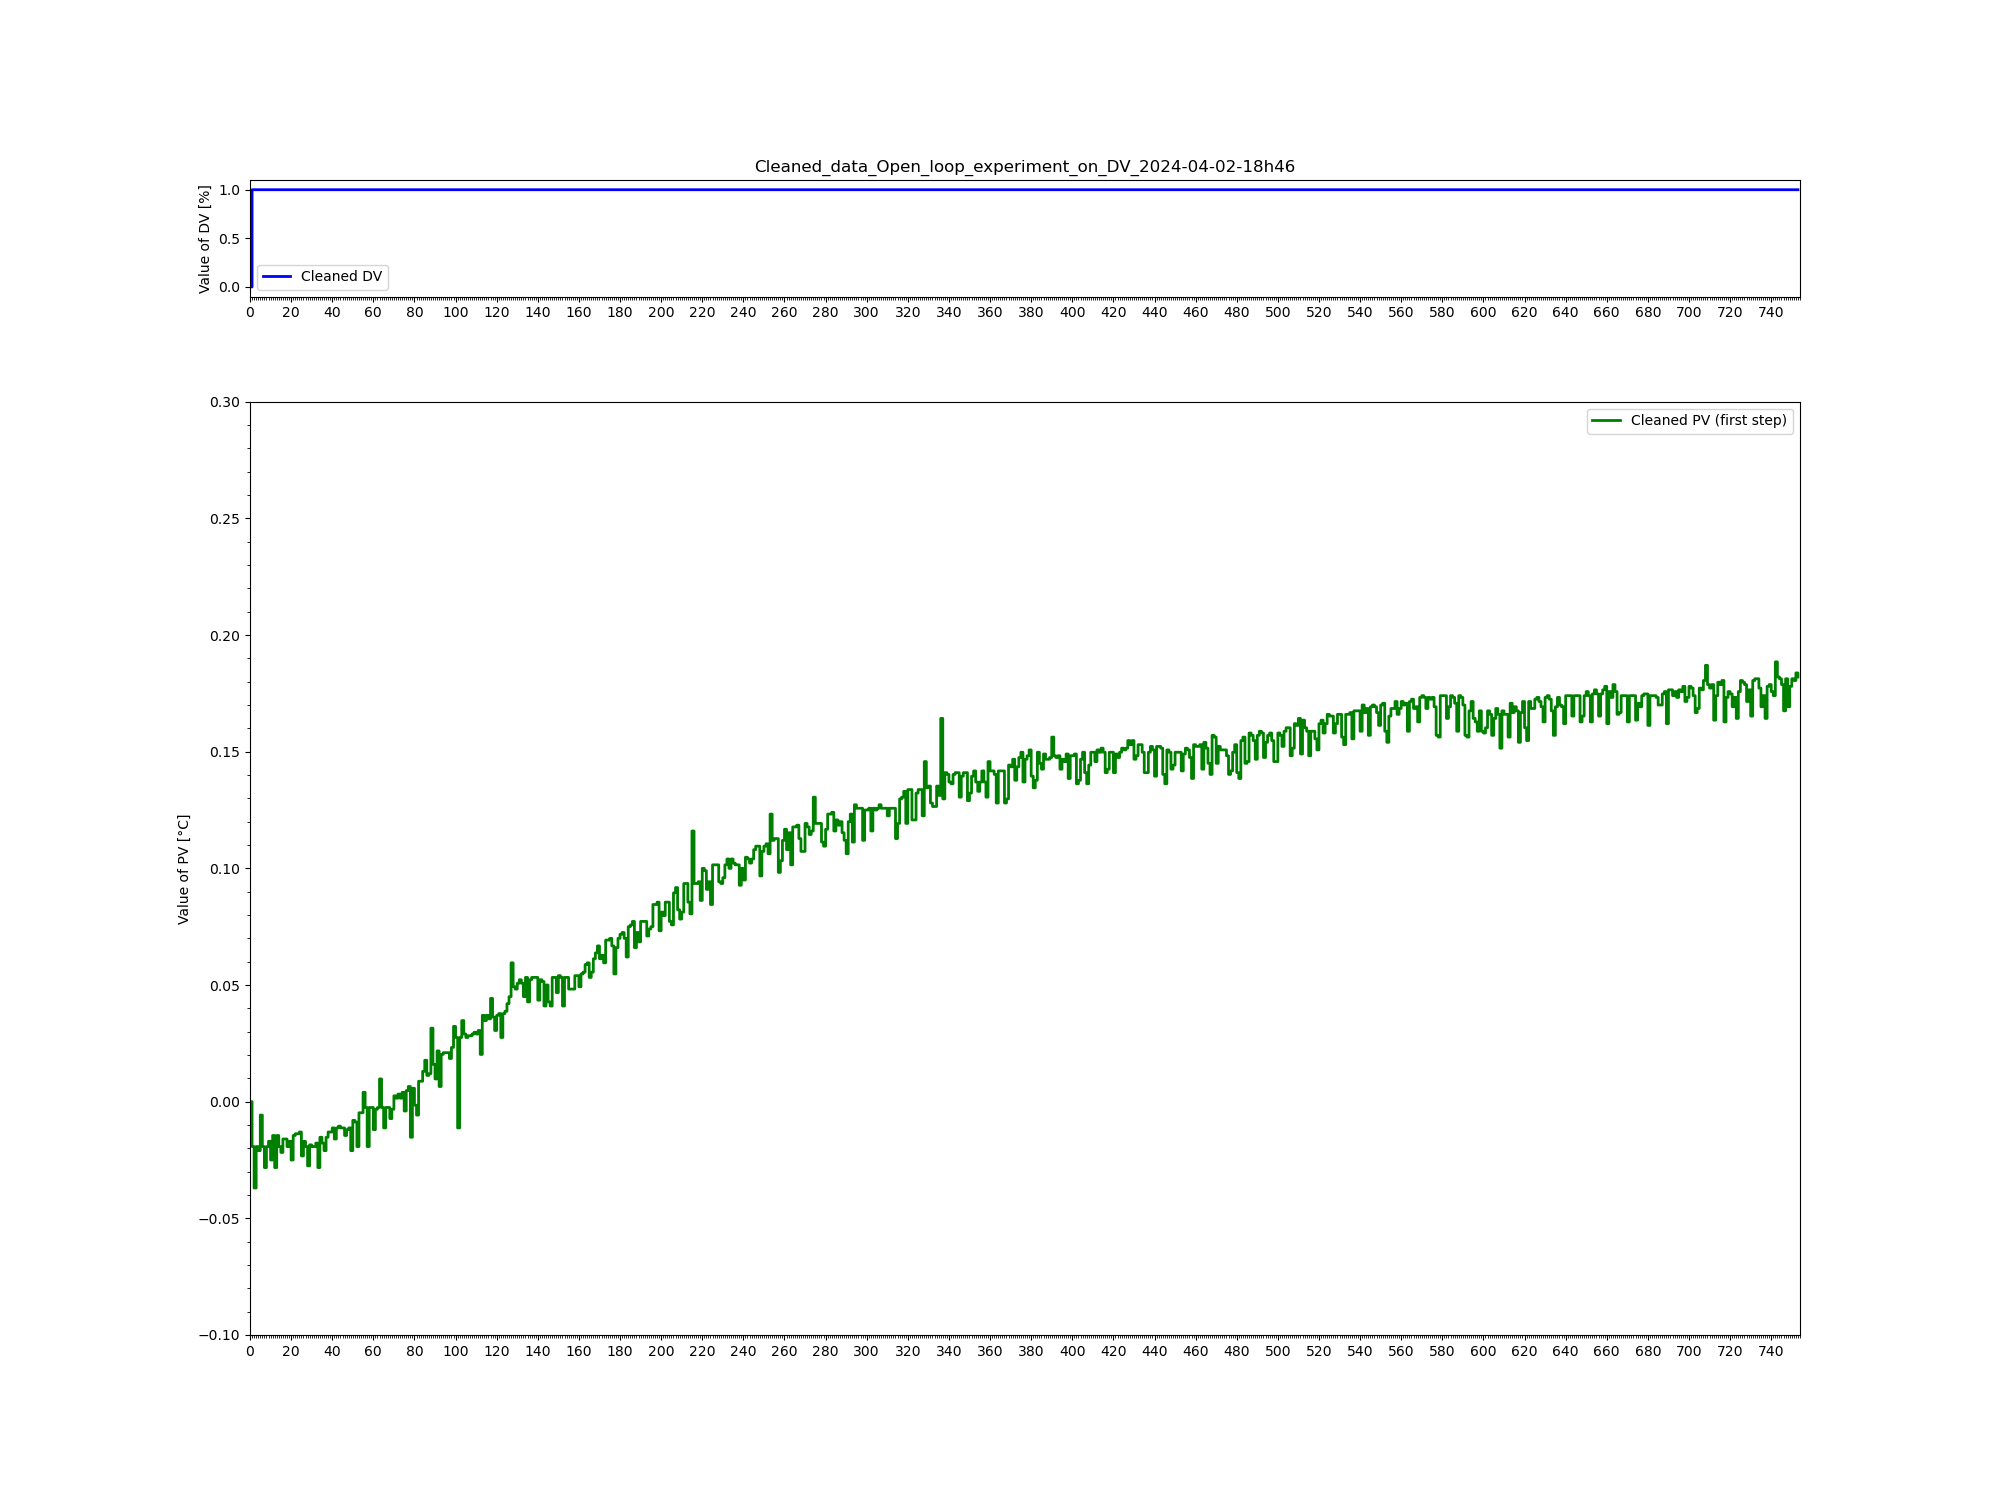 Cleaned_data_Open_loop_experiment_on_DV_2024-04-02-18h46
Value of DV [%]
1.0
0.5
0.0
Cleaned DV
0 20 40 60 80 100 120 140 160 180 200 220 240 260 280 300 320 340 360 380 400 420 440 460 480 500 520 540 560 580 600 620 640 660 680 700 720 740
Value of PV [°C]
0.30
0.25
0.20
0.15
0.10
0.05
0.00
−0.05
−0.10
Cleaned PV (first step)
0 20 40 60 80 100 120 140 160 180 200 220 240 260 280 300 320 340 360 380 400 420 440 460 480 500 520 540 560 580 600 620 640 660 680 700 720 740